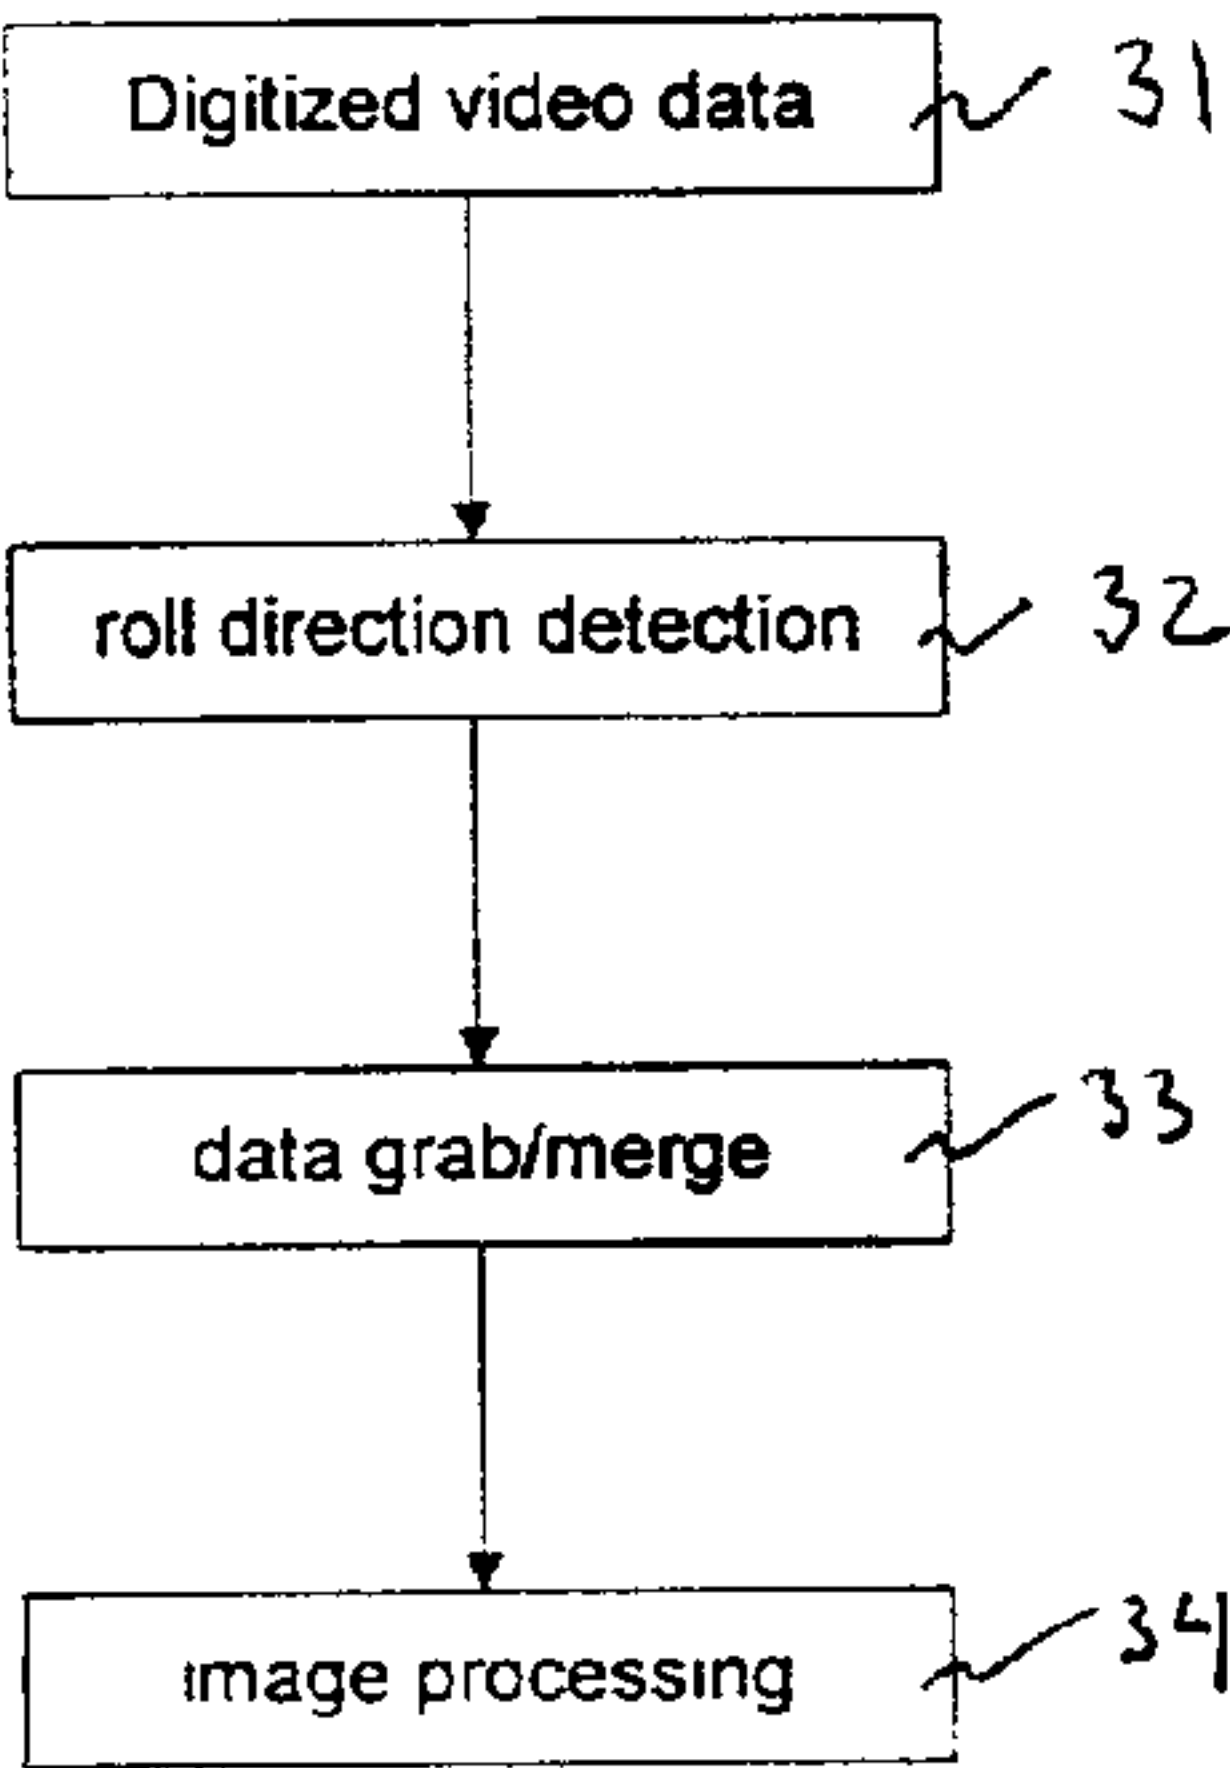 Digitized video data 31
roll direction detection 32
data grab/merge 33
image processing 34